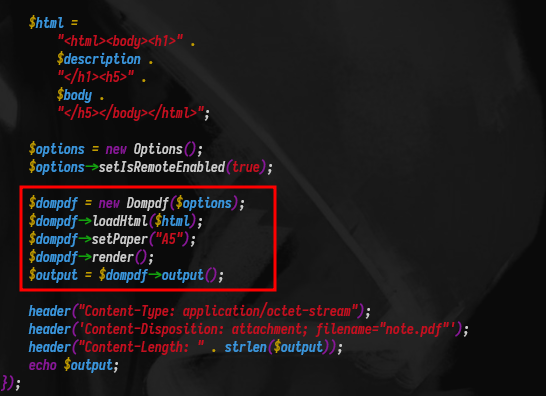 $html =
"<html><body><h1>" .
$description .
"</h1><h5>" .
$body .
"</h5></body></html>";
$options = new Options();
$options->setIsRemoteEnabled(true);
$dompdf = new Dompdf($options);
$dompdf->loadHtml($html);
$dompdf->setPaper("A5");
$dompdf->render();
$output = $dompdf->output();
header("Content-Type: application/octet-stream");
header('Content-Disposition: attachment; filename="note.pdf"');
header("Content-Length: " . strlen($output));
echo $output;
});